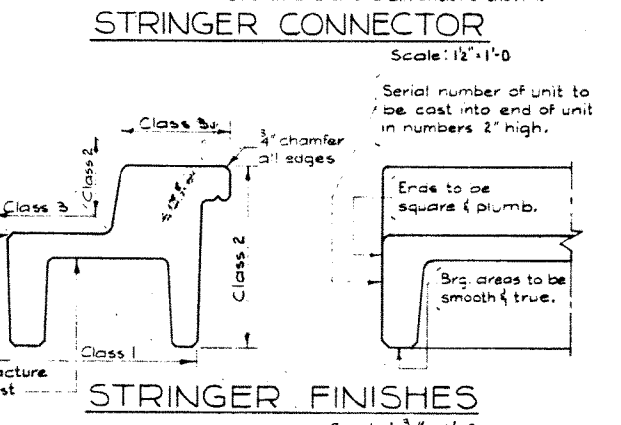 STRINGER CONNECTOR
Scale: 1½"=1'-0
Serial number of unit to
be cast into end of unit
in numbers 2" high.
Class 3
¾" chamfer
all edges
Class 2
Class 3
Ends to be
square & plumb.
Class 2
Brg. areas to be
smooth & true.
Class 1
STRINGER FINISHES